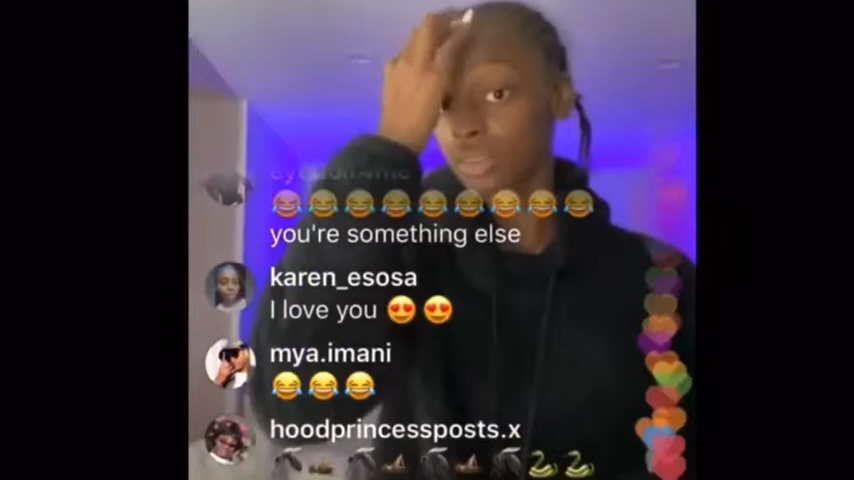 😂😂😂😂😂😂😂😂😂
you're something else
karen_esosa
I love you 😍😍
mya.imani
😂😂😂
hoodprincessposts.x